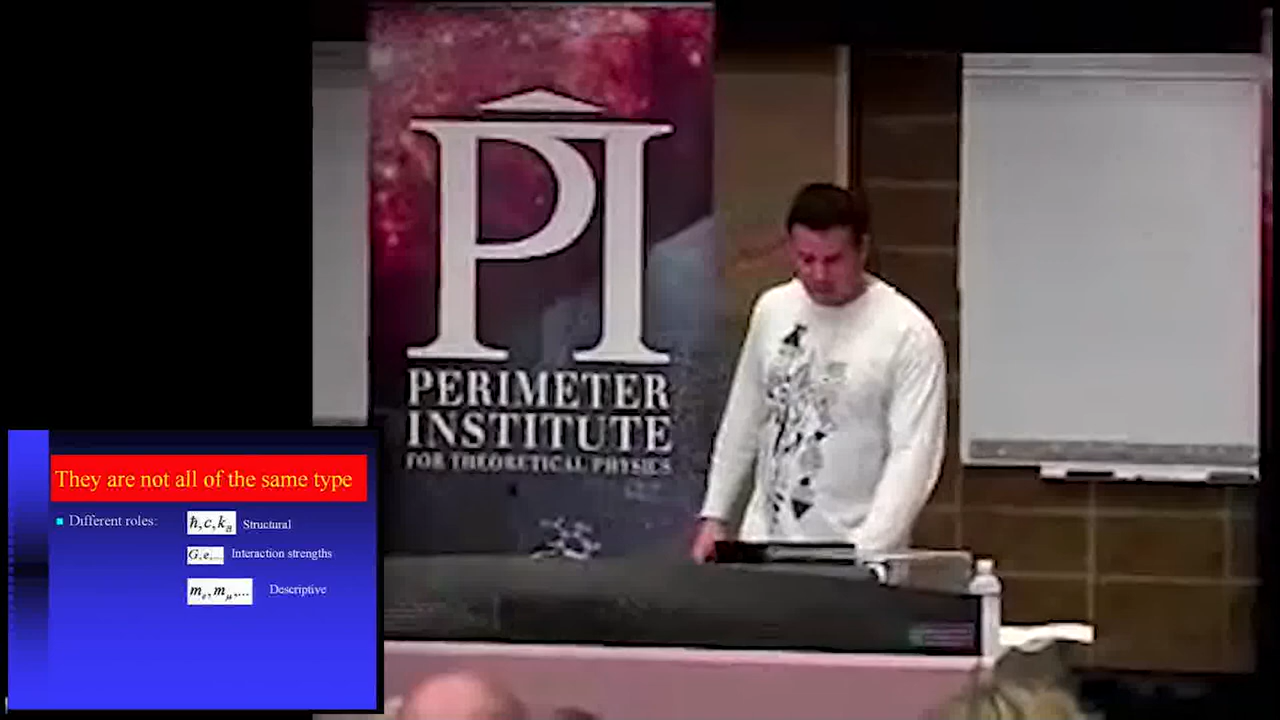 PI
PERIMETER
INSTITUTE
FOR THEORETICAL PHYSICS
They are not all of the same type
Different roles: ħ, c, k_B Structural
G, e, ... Interaction strengths
m_e, m_μ, ... Descriptive